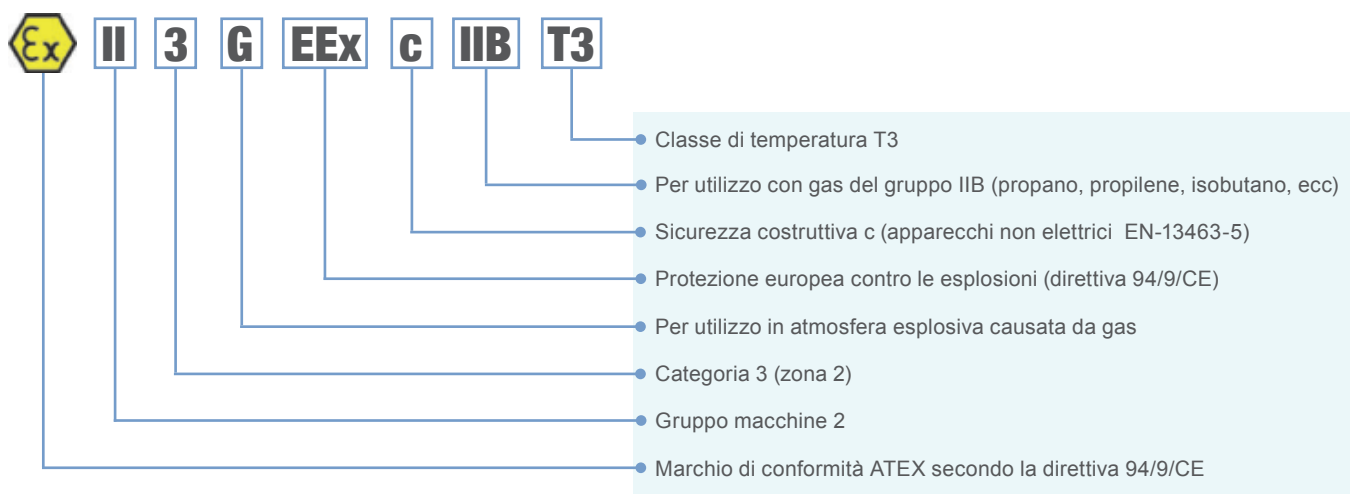 Ex II 3 G EEx c IIB T3
Classe di temperatura T3
Per utilizzo con gas del gruppo IIB (propano, propilene, isobutano, ecc)
Sicurezza costruttiva c (apparecchi non elettrici EN-13463-5)
Protezione europea contro le esplosioni (direttiva 94/9/CE)
Per utilizzo in atmosfera esplosiva causata da gas
Categoria 3 (zona 2)
Gruppo macchine 2
Marchio di conformità ATEX secondo la direttiva 94/9/CE